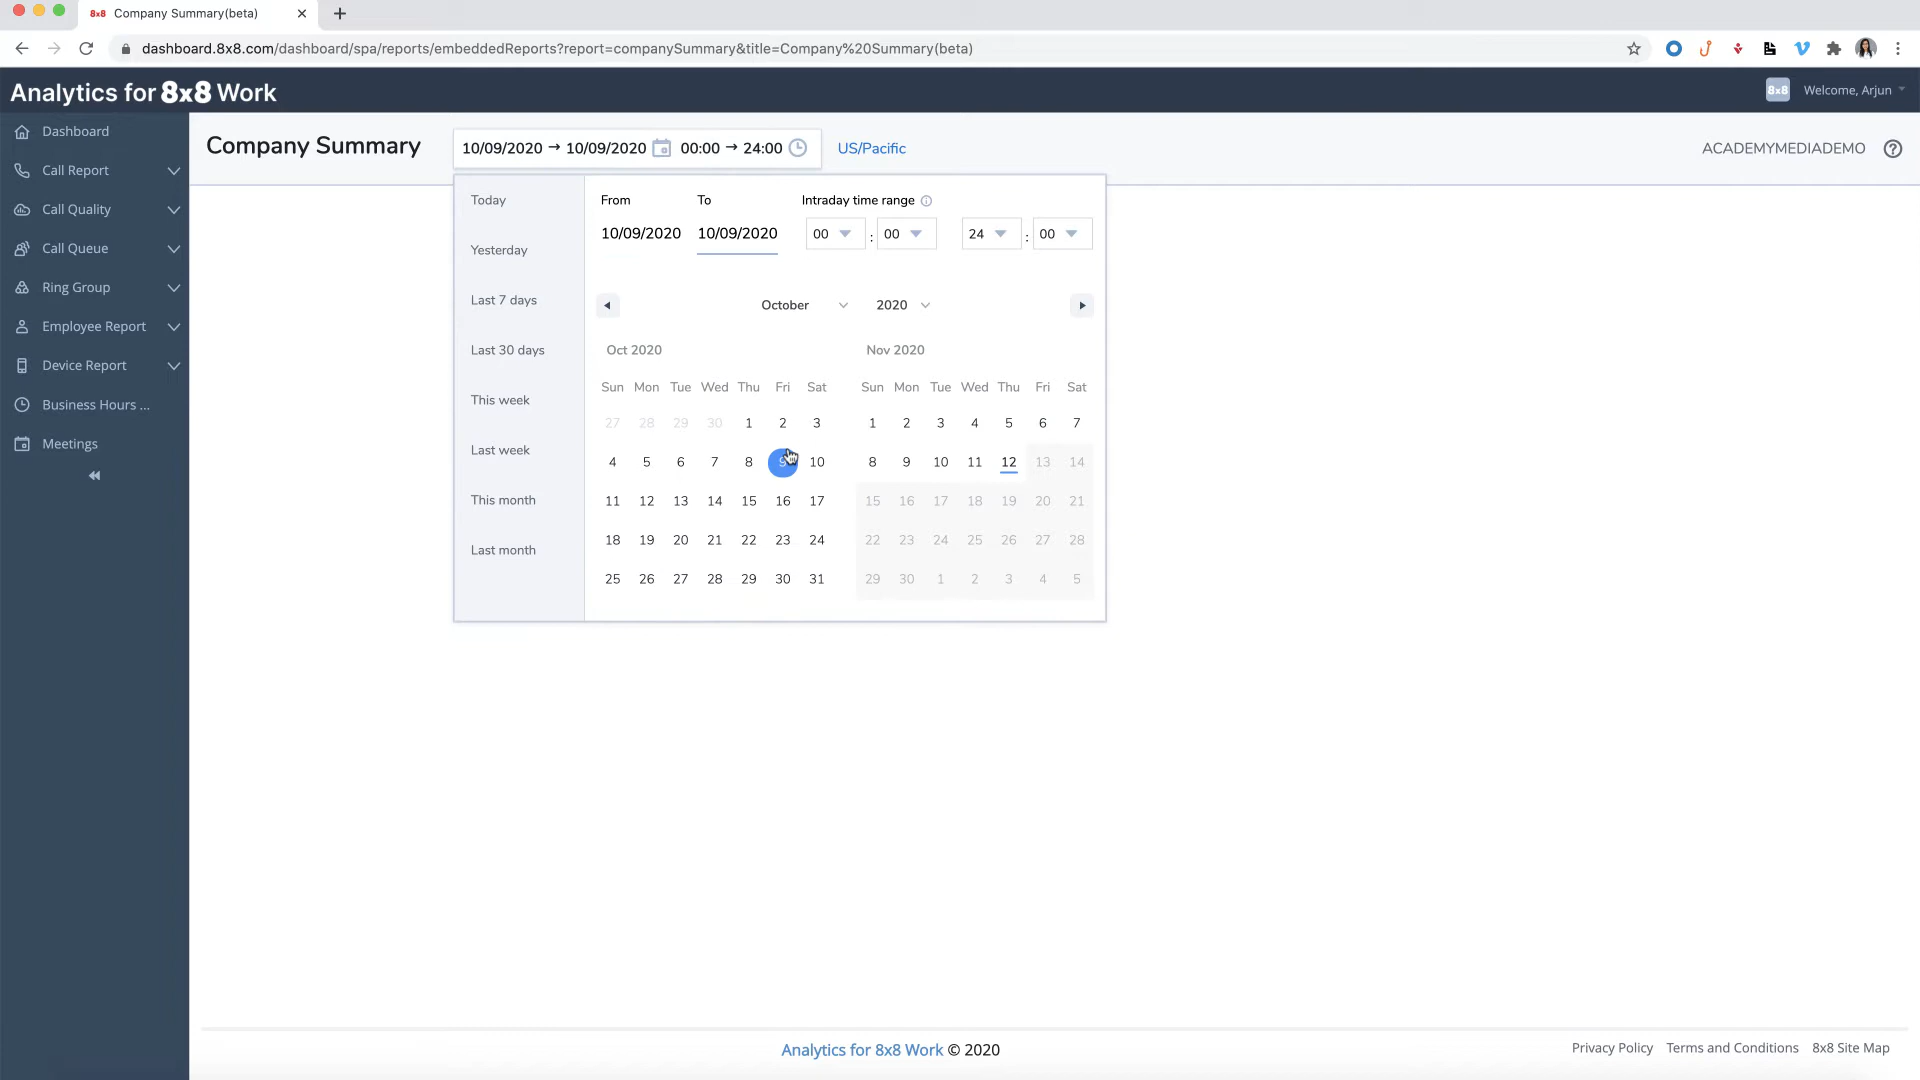 8x8 Company Summary(beta)
dashboard.8x8.com/dashboard/spa/reports/embeddedReports?report=companySummary&title=Company%20Summary(beta)
Analytics for 8x8 Work
8x8 Welcome, Arjun
Dashboard
Call Report
Call Quality
Call Queue
Ring Group
Employee Report
Device Report
Business Hours ...
Meetings
Company Summary
10/09/2020 → 10/09/2020 00:00 → 24:00
US/Pacific
ACADEMYMEDIADEMO
Today
Yesterday
Last 7 days
Last 30 days
This week
Last week
This month
Last month
From To Intraday time range
10/09/2020 10/09/2020 00 : 00 24 : 00
October 2020
Oct 2020
Sun Mon Tue Wed Thu Fri Sat
27 28 29 30 1 2 3
4 5 6 7 8 9 10
11 12 13 14 15 16 17
18 19 20 21 22 23 24
25 26 27 28 29 30 31
Nov 2020
Sun Mon Tue Wed Thu Fri Sat
1 2 3 4 5 6 7
8 9 10 11 12 13 14
15 16 17 18 19 20 21
22 23 24 25 26 27 28
29 30 1 2 3 4 5
Analytics for 8x8 Work © 2020
Privacy Policy Terms and Conditions 8x8 Site Map